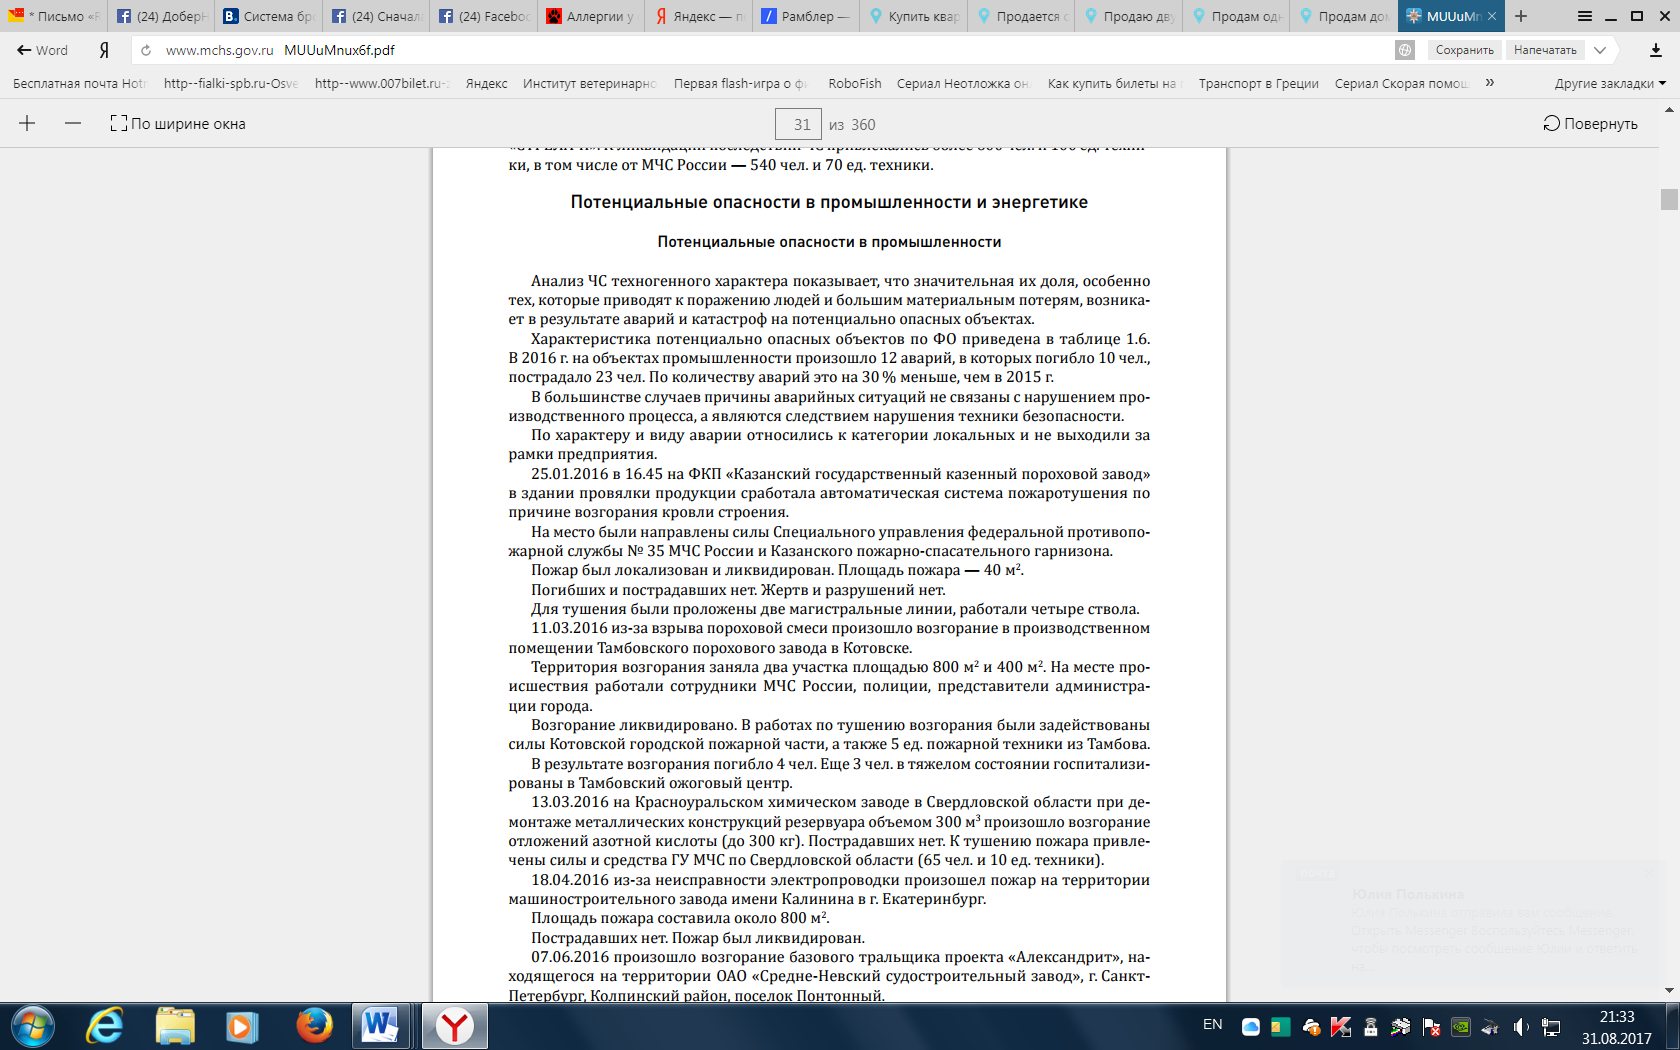 * Письмо «R
(24) ДоберН
Система бро
(24) Сначала
(24) Faceboc
Аллергии у
Яндекс — п
Рамблер —
Купить квар
Продается с
Продаю дву
Продам одн
Продам дом
MUUuMn
Word
www.mchs.gov.ru MUUuMnux6f.pdf
Сохранить
Напечатать
Бесплатная почта Hotm
http--fialki-spb.ru-Osve
http--www.007bilet.ru-z
Яндекс
Институт ветеринарно
Первая flash-игра о фи
RoboFish
Сериал Неотложка он
Как купить билеты на
Транспорт в Греции
Сериал Скорая помощ
»
Другие закладки
По ширине окна
31 из 360
Повернуть
ки, в том числе от МЧС России — 540 чел. и 70 ед. техники.
Потенциальные опасности в промышленности и энергетике
Потенциальные опасности в промышленности
Анализ ЧС техногенного характера показывает, что значительная их доля, особенно
тех, которые приводят к поражению людей и большим материальным потерям, возника-
ет в результате аварий и катастроф на потенциально опасных объектах.
Характеристика потенциально опасных объектов по ФО приведена в таблице 1.6.
В 2016 г. на объектах промышленности произошло 12 аварий, в которых погибло 10 чел.,
пострадало 23 чел. По количеству аварий это на 30 % меньше, чем в 2015 г.
В большинстве случаев причины аварийных ситуаций не связаны с нарушением про-
изводственного процесса, а являются следствием нарушения техники безопасности.
По характеру и виду аварии относились к категории локальных и не выходили за
рамки предприятия.
25.01.2016 в 16.45 на ФКП «Казанский государственный казенный пороховой завод»
в здании провялки продукции сработала автоматическая система пожаротушения по
причине возгорания кровли строения.
На место были направлены силы Специального управления федеральной противопо-
жарной службы № 35 МЧС России и Казанского пожарно-спасательного гарнизона.
Пожар был локализован и ликвидирован. Площадь пожара — 40 м².
Погибших и пострадавших нет. Жертв и разрушений нет.
Для тушения были проложены две магистральные линии, работали четыре ствола.
11.03.2016 из-за взрыва пороховой смеси произошло возгорание в производственном
помещении Тамбовского порохового завода в Котовске.
Территория возгорания заняла два участка площадью 800 м² и 400 м². На месте про-
исшествия работали сотрудники МЧС России, полиции, представители администра-
ции города.
Возгорание ликвидировано. В работах по тушению возгорания были задействованы
силы Котовской городской пожарной части, а также 5 ед. пожарной техники из Тамбова.
В результате возгорания погибло 4 чел. Еще 3 чел. в тяжелом состоянии госпитализи-
рованы в Тамбовский ожоговый центр.
13.03.2016 на Красноуральском химическом заводе в Свердловской области при де-
монтаже металлических конструкций резервуара объемом 300 м³ произошло возгорание
отложений азотной кислоты (до 300 кг). Пострадавших нет. К тушению пожара привле-
чены силы и средства ГУ МЧС по Свердловской области (65 чел. и 10 ед. техники).
18.04.2016 из-за неисправности электропроводки произошел пожар на территории
машиностроительного завода имени Калинина в г. Екатеринбург.
Площадь пожара составила около 800 м².
Пострадавших нет. Пожар был ликвидирован.
07.06.2016 произошло возгорание базового тральщика проекта «Александрит», на-
ходящегося на территории ОАО «Средне-Невский судостроительный завод», г. Санкт-
Петербург, Колпинский район, поселок Понтонный.
EN
21:33
31.08.2017